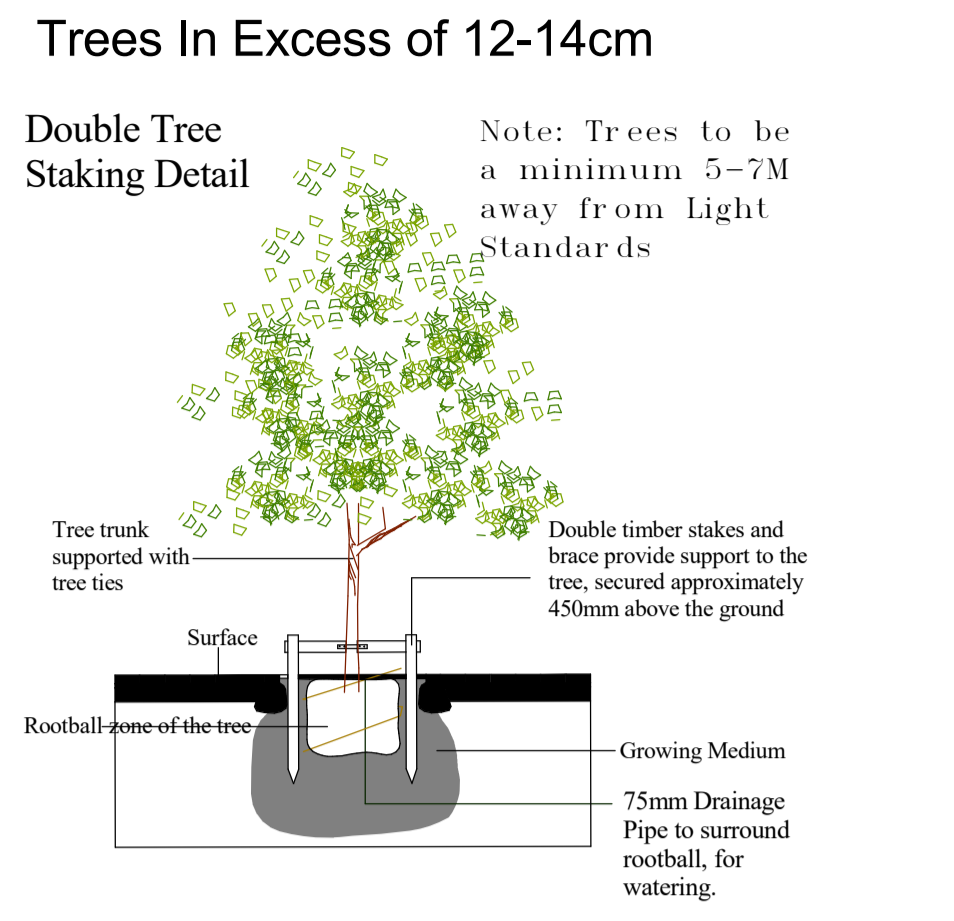 Trees In Excess of 12-14cm
Double Tree
Staking Detail
Note: Trees to be
a minimum 5-7M
away from Light
Standards
Tree trunk
supported with
tree ties
Double timber stakes and
brace provide support to the
tree, secured approximately
450mm above the ground
Surface
Rootball zone of the tree
Growing Medium
75mm Drainage
Pipe to surround
rootball, for
watering.